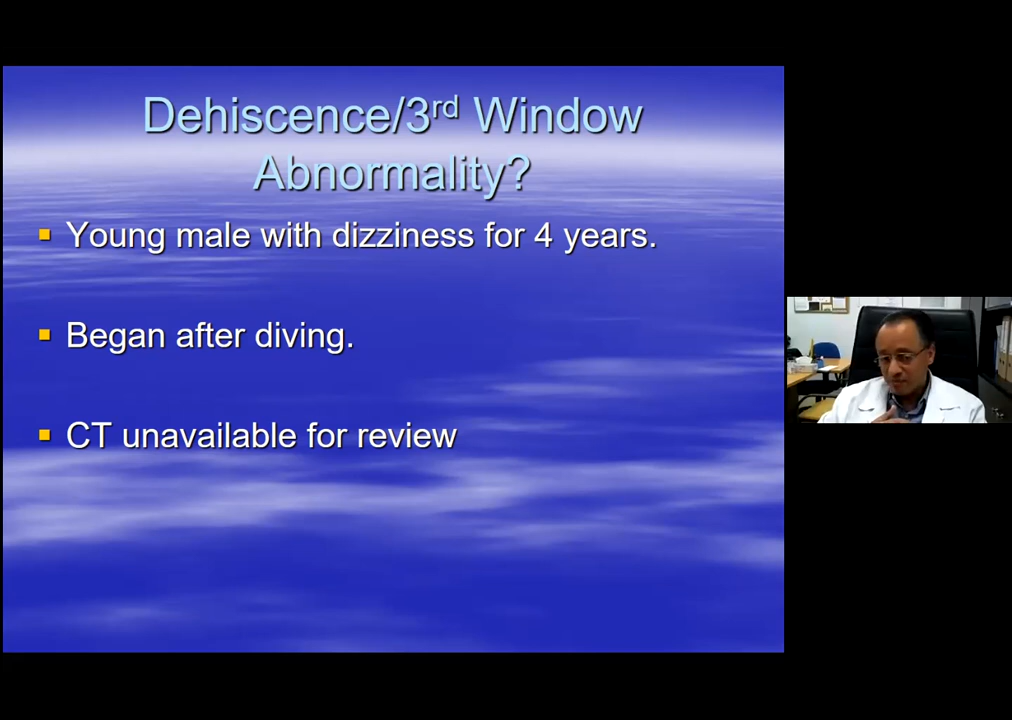 Dehiscence/3rd Window
Abnormality?
Young male with dizziness for 4 years.
Began after diving.
CT unavailable for review